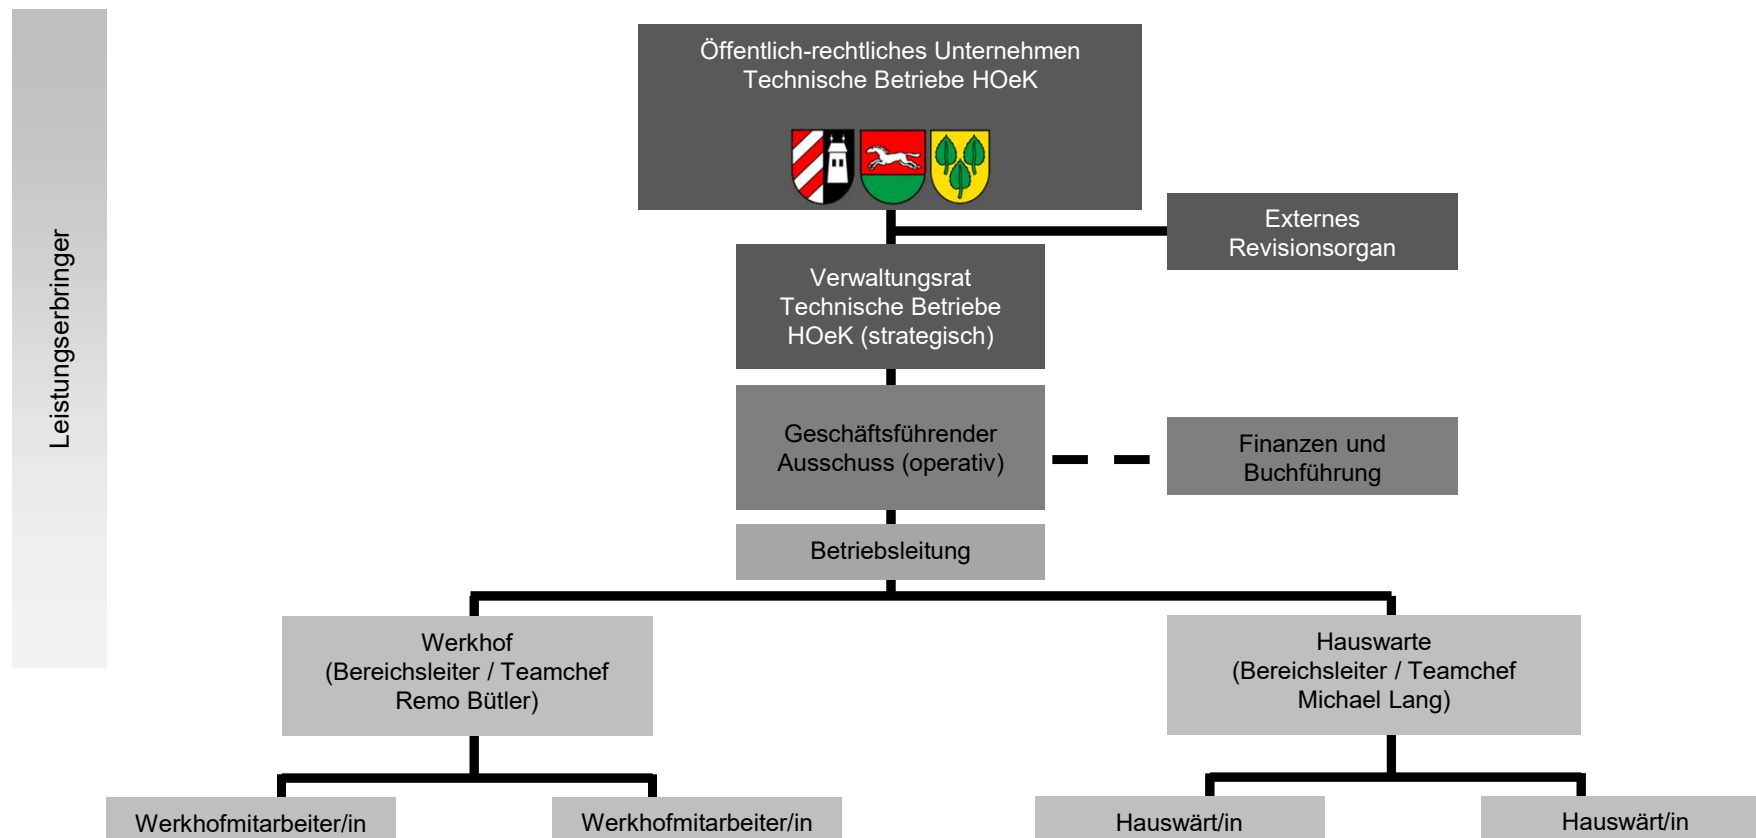 Leistungserbringer
Öffentlich-rechtliches Unternehmen
Technische Betriebe HOeK
Externes
Revisionsorgan
Verwaltungsrat
Technische Betriebe
HOeK (strategisch)
Geschäftsführender
Ausschuss (operativ)
Finanzen und
Buchführung
Betriebsleitung
Werkhof
(Bereichsleiter / Teamchef
Remo Bütler)
Hauswarte
(Bereichsleiter / Teamchef
Michael Lang)
Werkhofmitarbeiter/in
Werkhofmitarbeiter/in
Hauswärt/in
Hauswärt/in